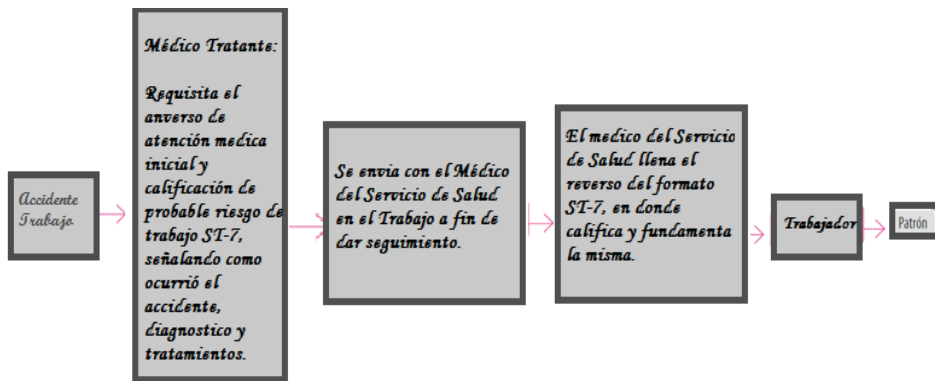 Accidente
Trabajo
Médico Tratante:
Requisita el
anverso de
atención medica
inicial y
calificación de
probable riesgo de
trabajo ST-7,
señalando como
ocurrió el
accidente,
diagnostico y
tratamientos.
Se envia con el Médico
del Servicio de Salud
en el Trabajo a fin de
dar seguimiento.
El medico del Servicio
de Salud llena el
reverso del formato
ST-7, en donde
califica y fundamenta
la misma.
Trabajador
Patrón